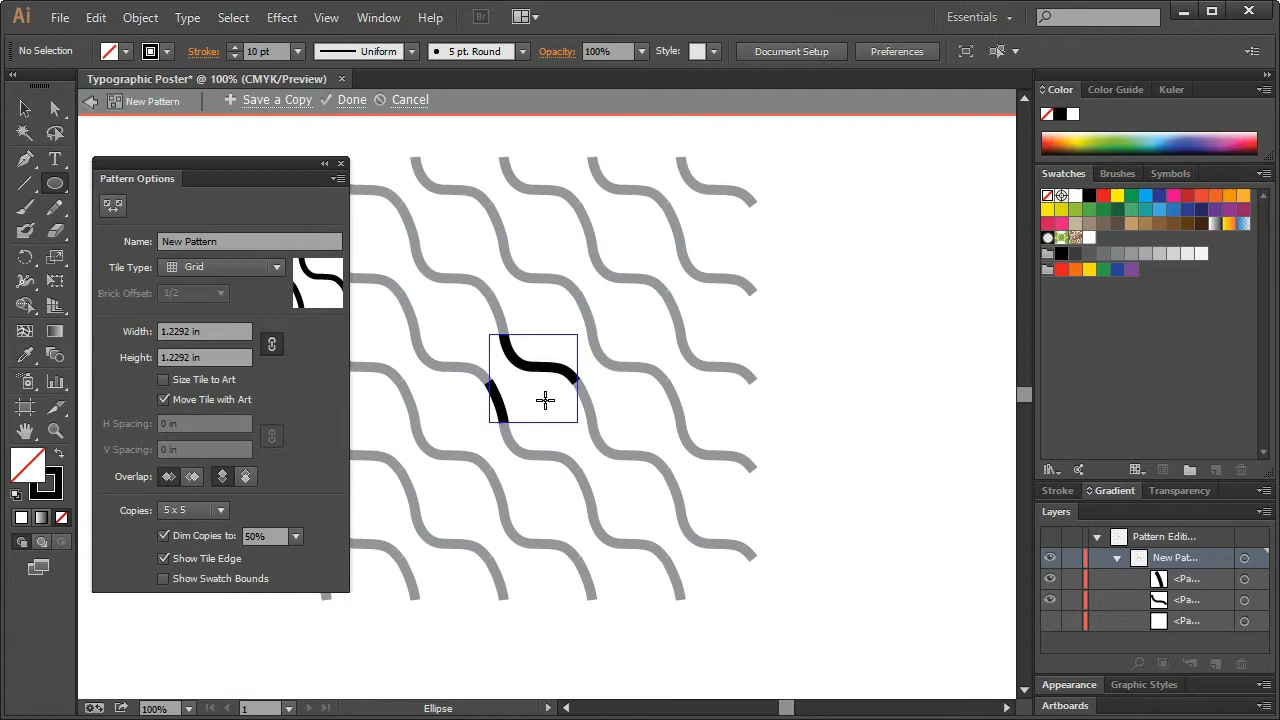 Ai File Edit Object Type Select Effect View Window Help Br Essentials
No Selection Stroke: 10 pt Uniform 5 pt. Round Opacity: 100% Style: Document Setup Preferences
Typographic Poster* @ 100% (CMYK/Preview)
New Pattern Save a Copy Done Cancel
Pattern Options
Name: New Pattern
Tile Type: Grid
Brick Offset: 1/2
Width: 1.2292 in
Height: 1.2292 in
Size Tile to Art
Move Tile with Art
H Spacing: 0 in
V Spacing: 0 in
Overlap:
Copies: 5 x 5
Dim Copies to: 50%
Show Tile Edge
Show Swatch Bounds
Color Color Guide Kuler
Swatches Brushes Symbols
Stroke Gradient Transparency
Layers
Pattern Editi...
New Pat...
<Pa...
<Pa...
<Pa...
Appearance Graphic Styles
Artboards
100% 1 Ellipse